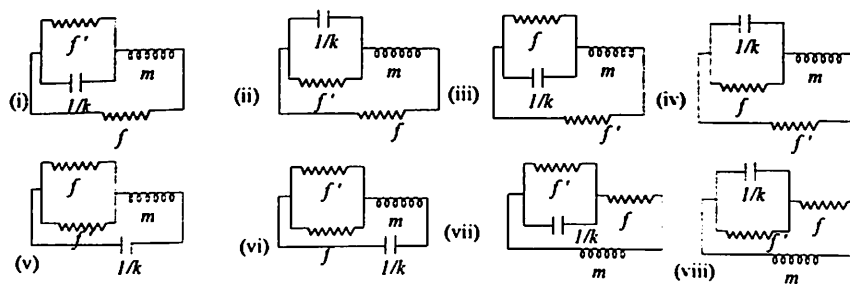 f' 1/k f'
m m f m 1/k m
1/k
(i) 1/k (ii) f' (iii) (iv) f
f f f' f'
f f' f' 1/k
m m f f
f' 1/k f'
(v) (vi) f (vii) (viii)
1/k 1/k m m